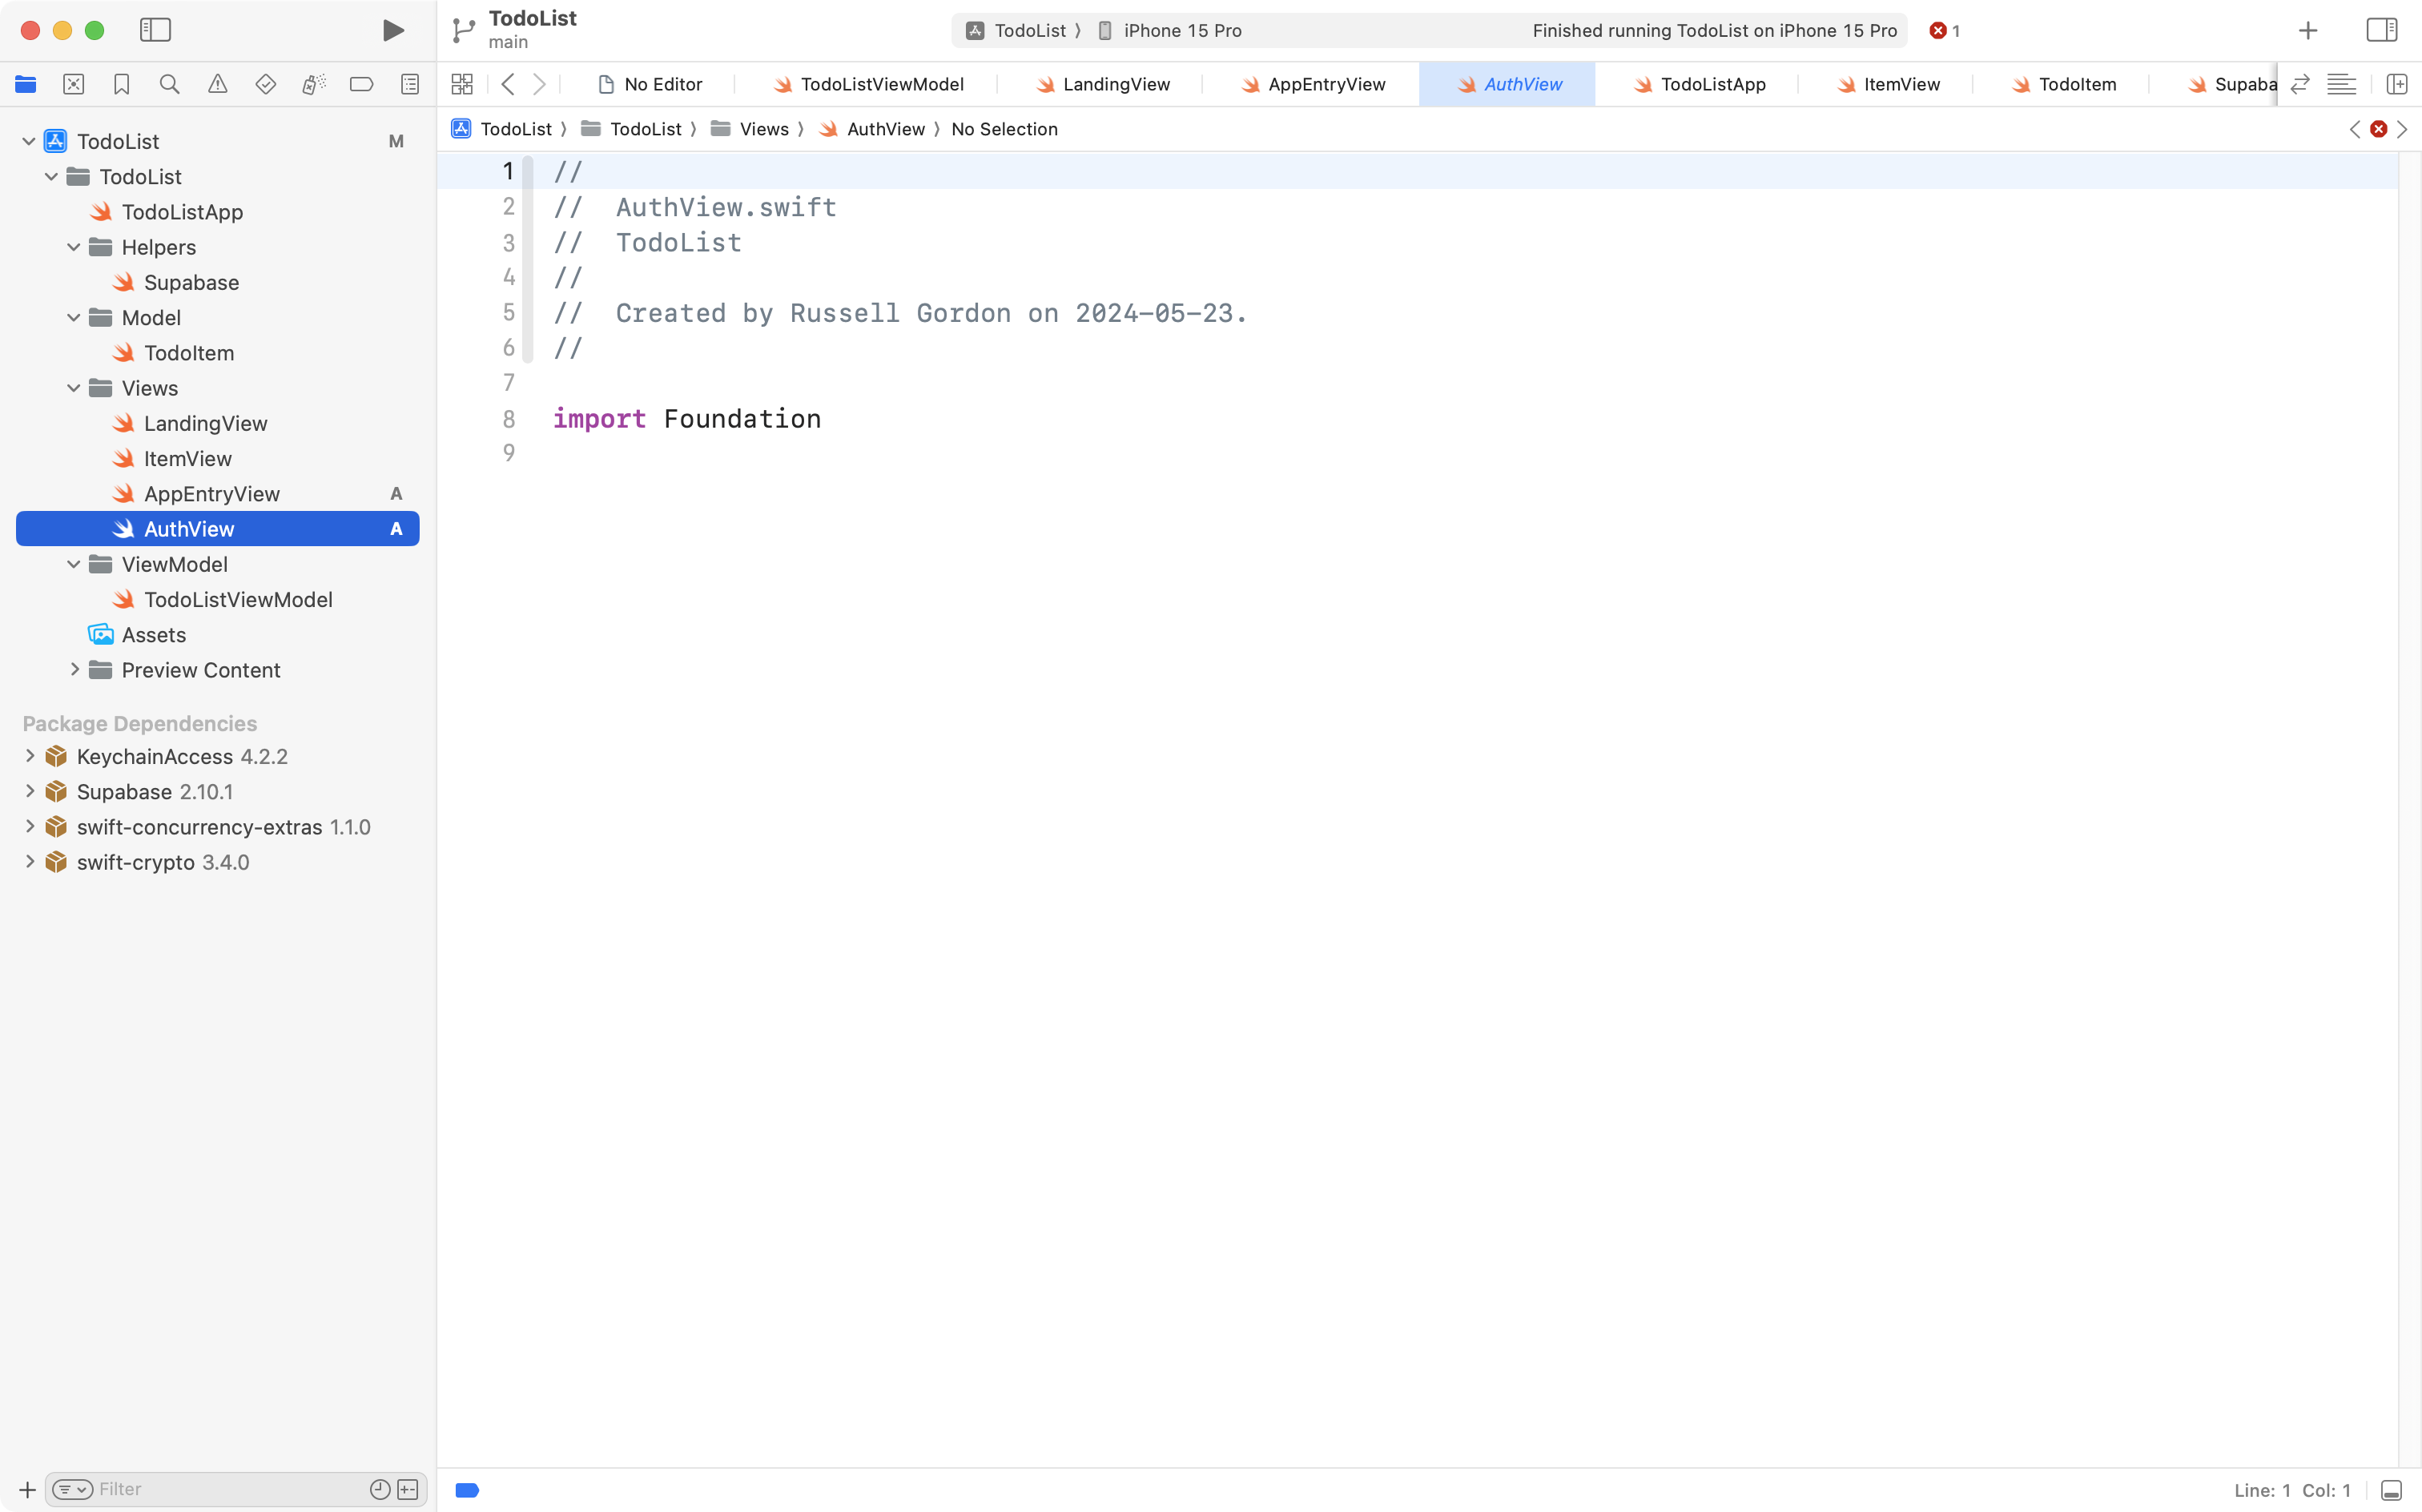 TodoList
main
TodoList 〉 iPhone 15 Pro
Finished running TodoList on iPhone 15 Pro
1
No Editor
TodoListViewModel
LandingView
AppEntryView
AuthView
TodoListApp
ItemView
TodoItem
Supaba
TodoList 〉 TodoList 〉 Views 〉 AuthView 〉 No Selection
TodoList M
TodoList
TodoListApp
Helpers
Supabase
Model
TodoItem
Views
LandingView
ItemView
AppEntryView A
AuthView A
ViewModel
TodoListViewModel
Assets
Preview Content
Package Dependencies
KeychainAccess 4.2.2
Supabase 2.10.1
swift-concurrency-extras 1.1.0
swift-crypto 3.4.0
Filter
1 //
2 //  AuthView.swift
3 //  TodoList
4 //
5 //  Created by Russell Gordon on 2024-05-23.
6 //
7
8 import Foundation
9
Line: 1 Col: 1